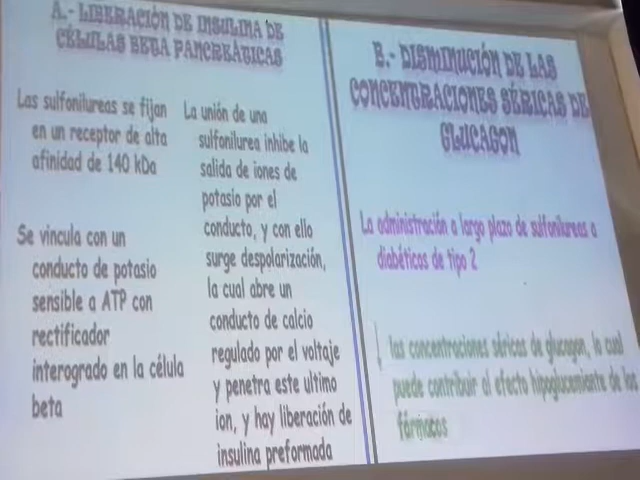 A.- LIBERACIÓN DE INSULINA DE
CÉLULAS BETA PANCREÁTICAS
Las sulfonilureas se fijan
en un receptor de alta
afinidad de 140 kDa
Se vincula con un
conducto de potasio
sensible a ATP con
rectificador
interogrado en la célula
beta
La unión de una
sulfonilurea inhibe la
salida de iones de
potasio por el
conducto, y con ello
surge despolarización,
la cual abre un
conducto de calcio
regulado por el voltaje
y penetra este ultimo
ion, y hay liberación de
insulina preformada
B.- DISMINUCIÓN DE LAS
CONCENTRACIONES SÉRICAS DE
GLUCAGON
La administración a largo plazo de sulfonilureas a
diabéticos de tipo 2
↓ las concentraciones séricas de glucagon, lo cual
puede contribuir al efecto hipoglucemiante de los
fármacos